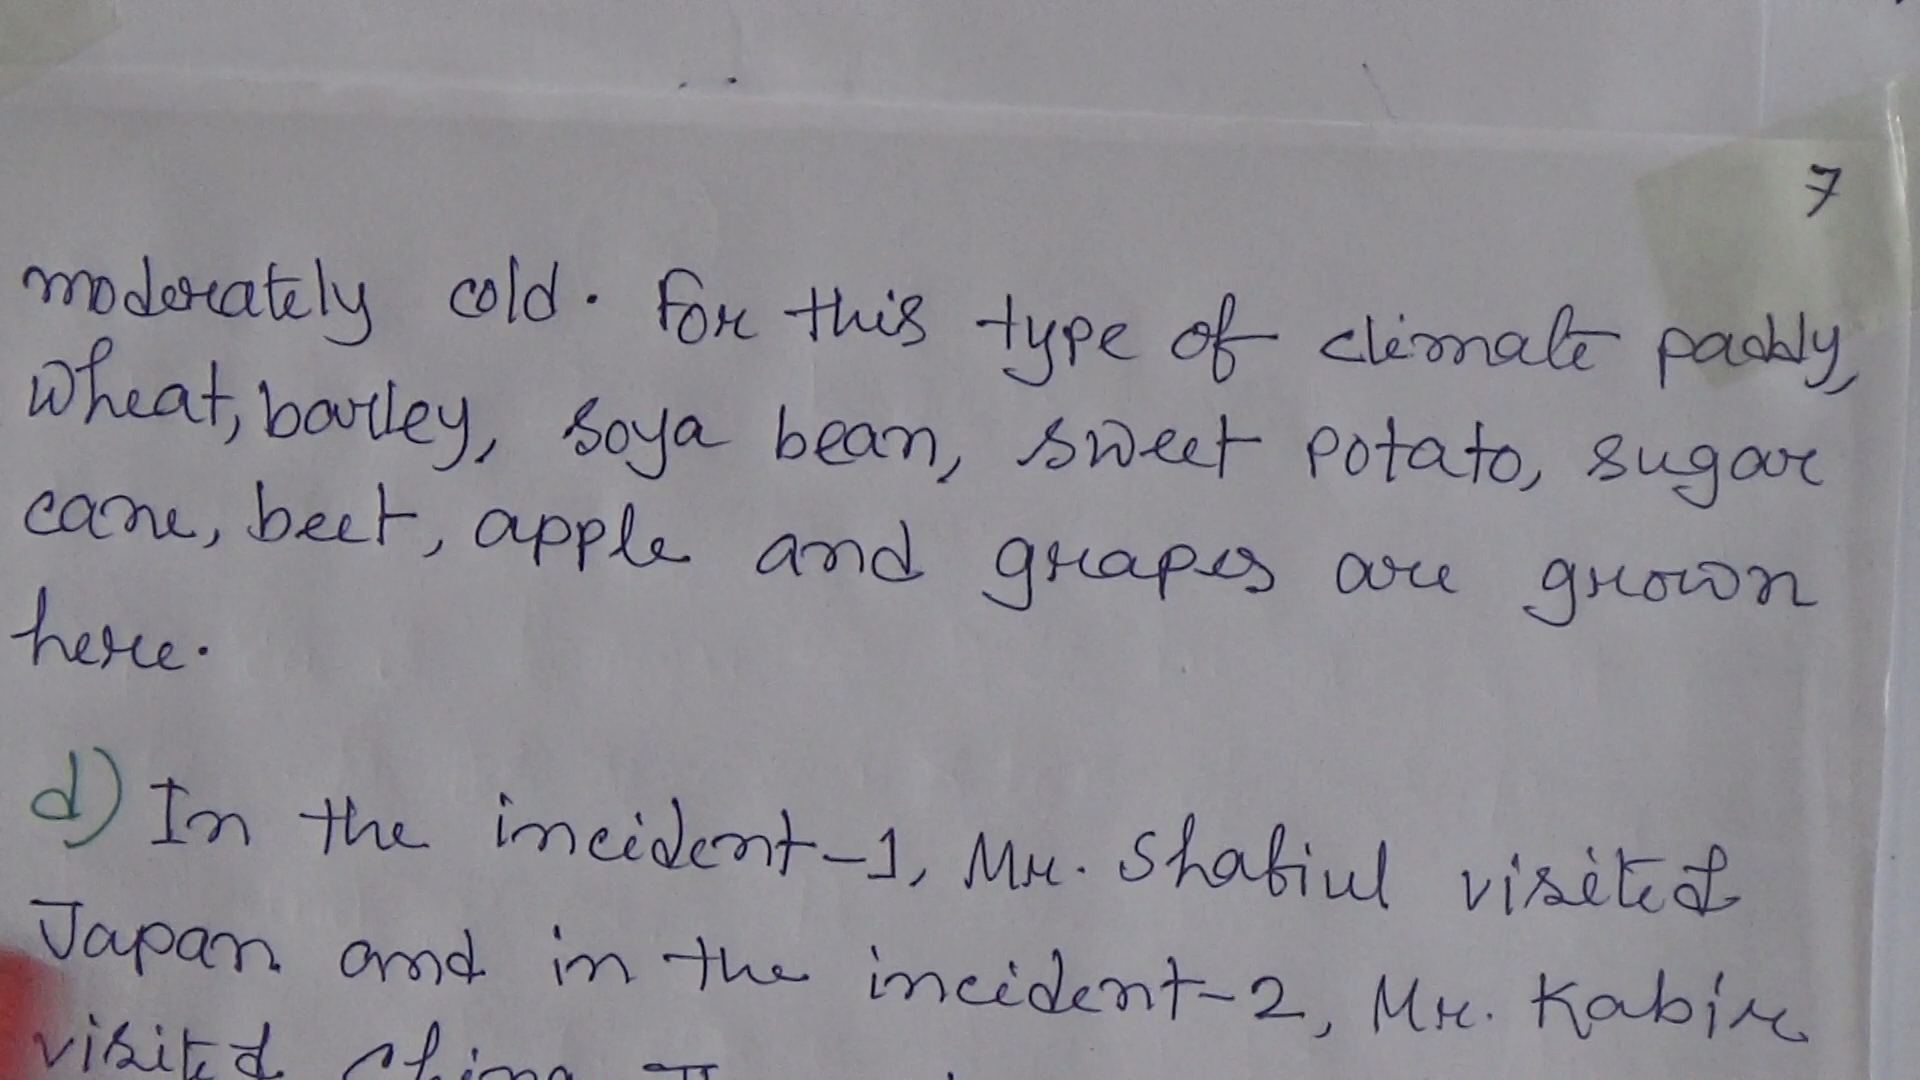 7
moderately cold. For this type of climate paddy,
wheat, barley, soya bean, sweet potato, sugar
cane, beet, apple and grapes are grown
here.
d) In the incident-1, Mr. Shafiul visited
Japan and in the incident-2, Mr. Kabir
visited China